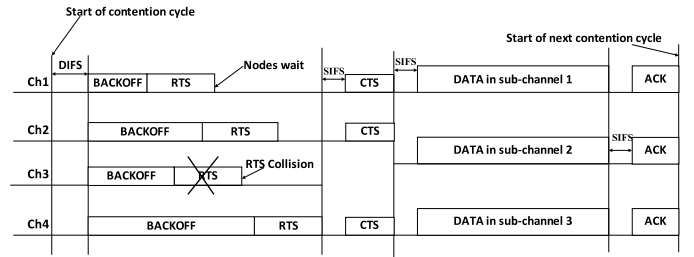 Start of contention cycle
Start of next contention cycle
DIFS
Nodes wait
SIFS
SIFS
Ch1
BACKOFF
RTS
CTS
DATA in sub-channel 1
ACK
Ch2
BACKOFF
RTS
CTS
DATA in sub-channel 2
SIFS
ACK
RTS Collision
Ch3
BACKOFF
RTS
Ch4
BACKOFF
RTS
CTS
DATA in sub-channel 3
ACK